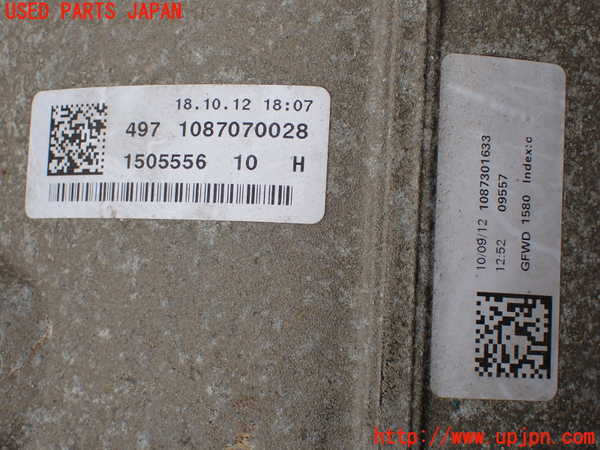 USED PARTS JAPAN
18.10.12 18:07
497 1087070028
1505556 10 H
10/09/12 1087301633
12:52 09557
GFWD 1580 index:c
http://www.upjpn.com/